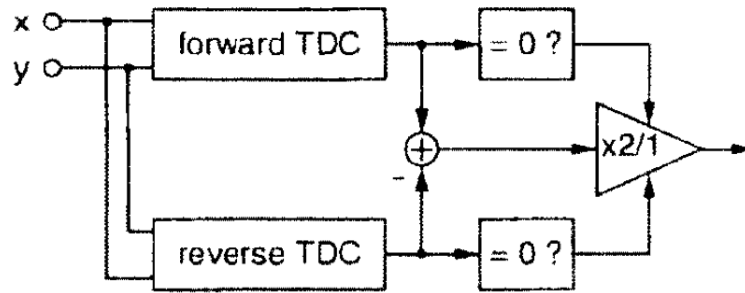 x
forward TDC
= 0 ?
y
+
x2/1
-
reverse TDC
= 0 ?